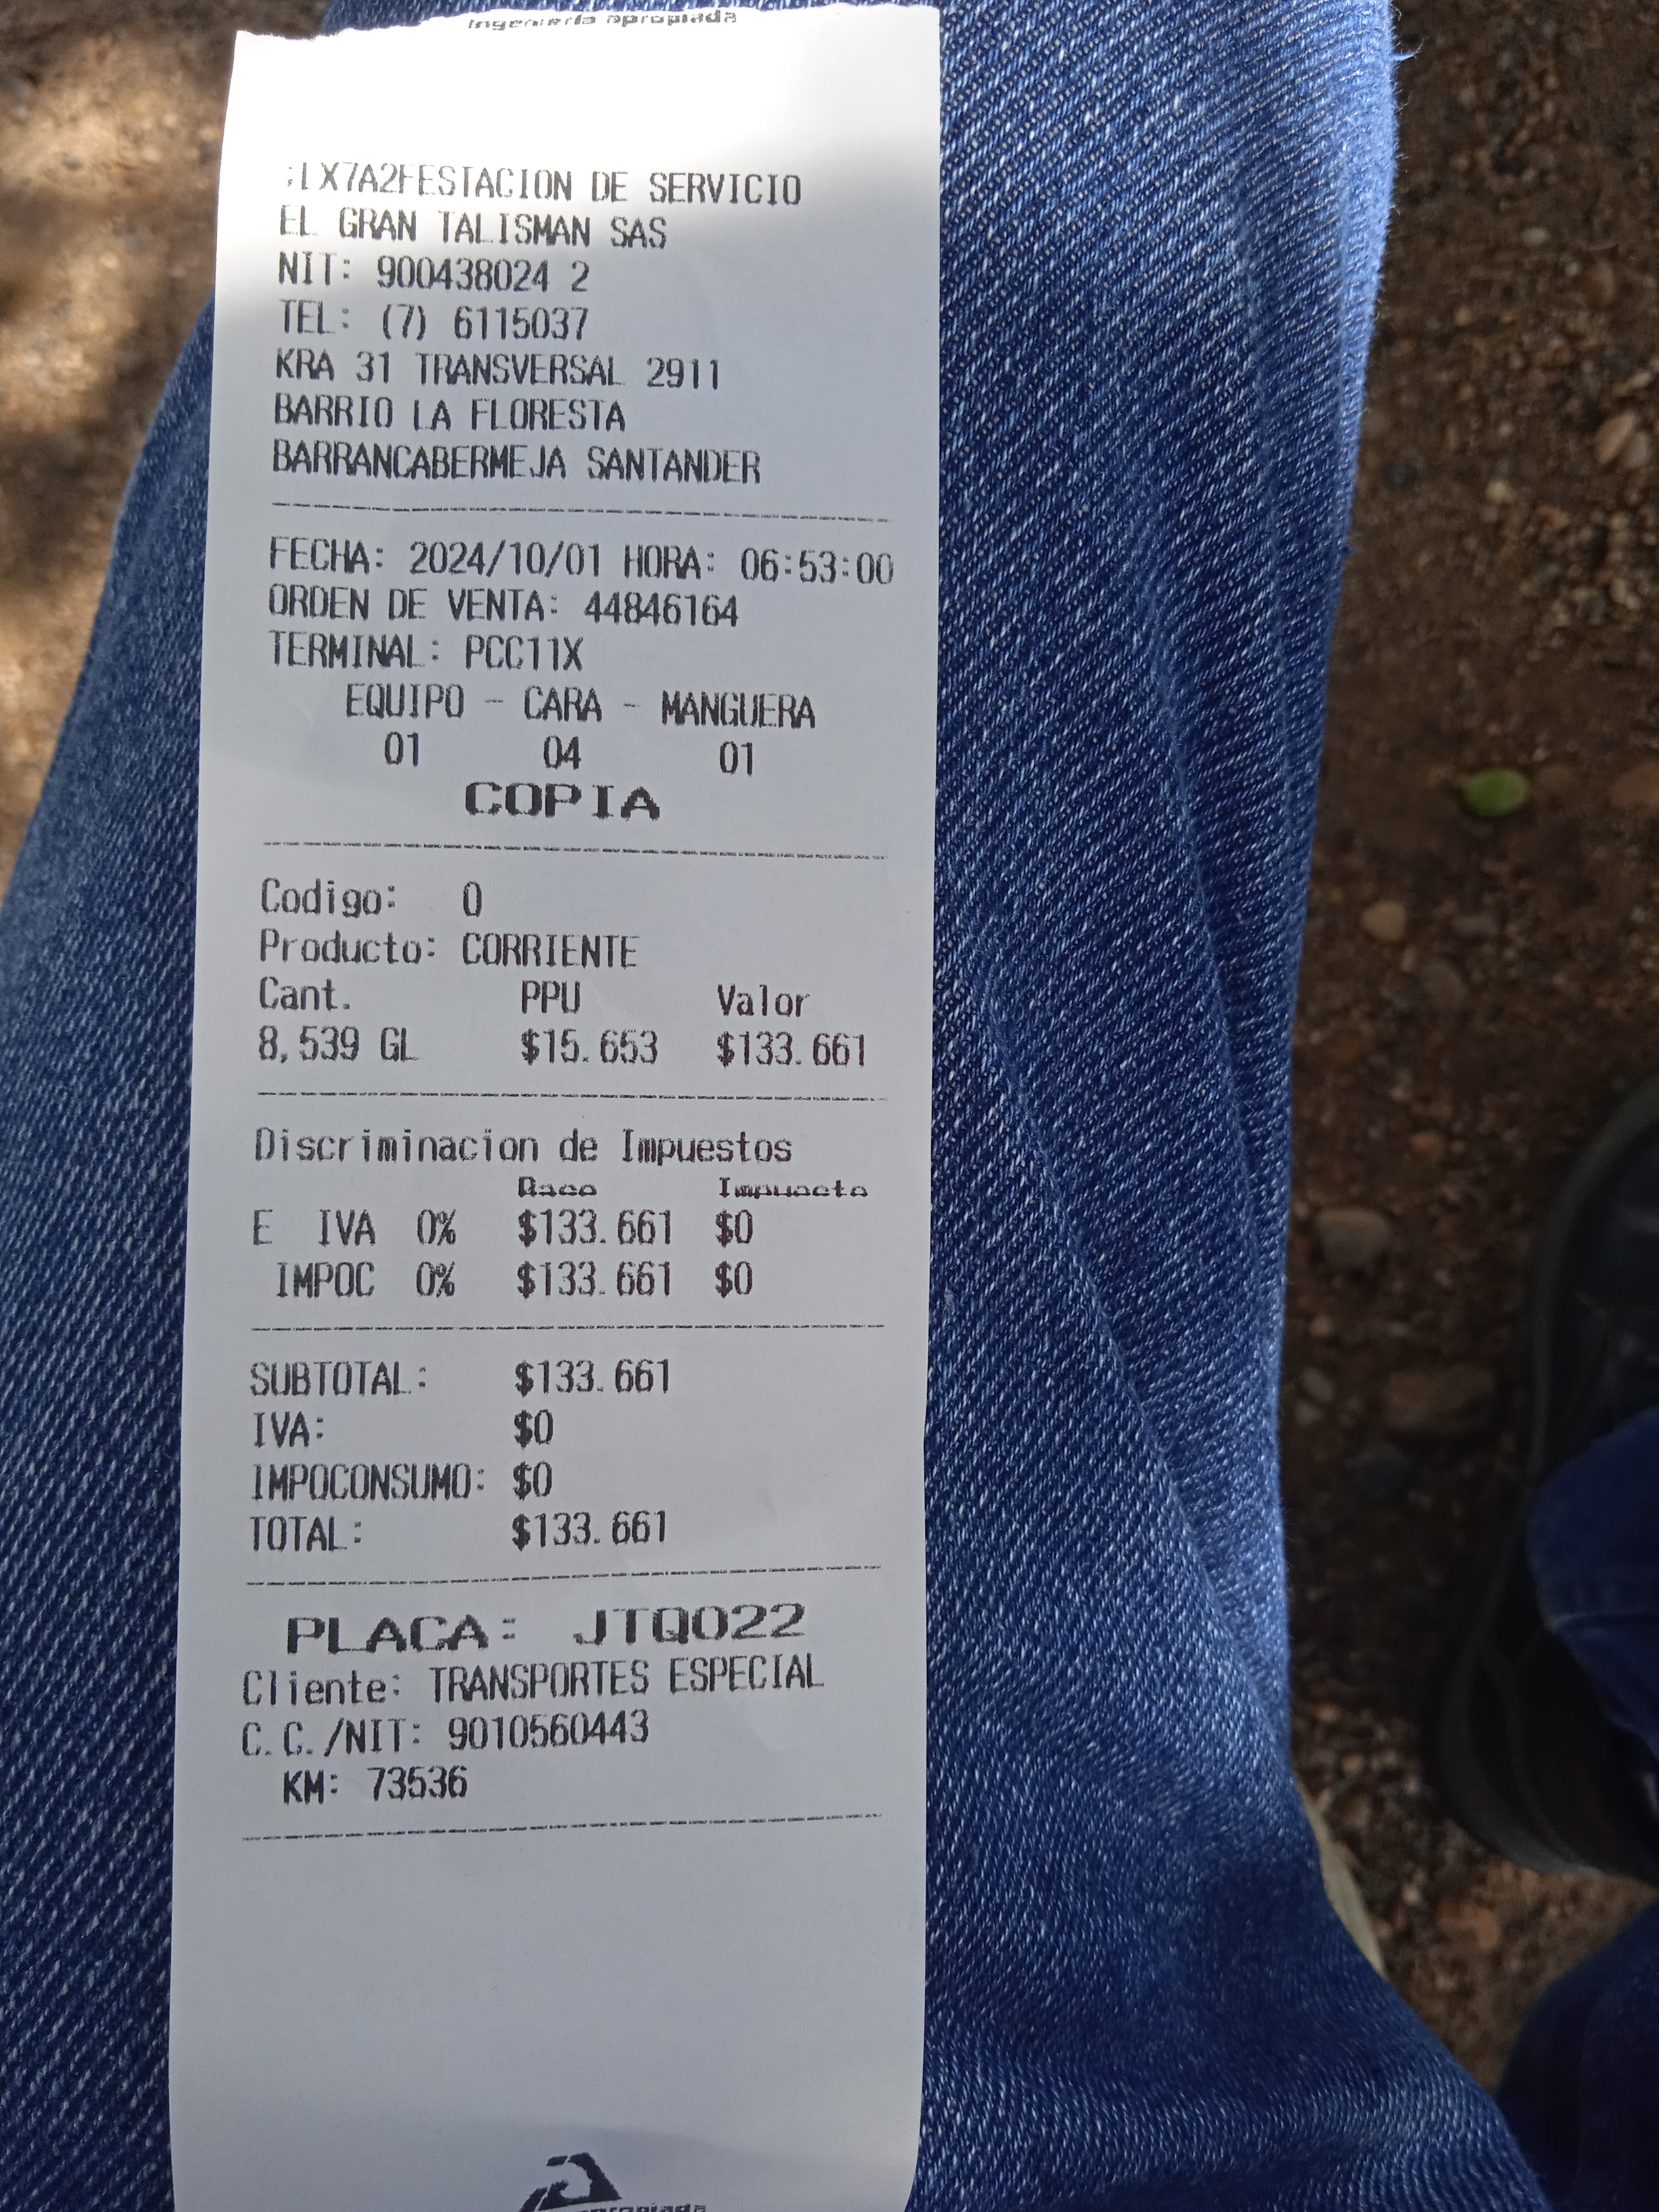 Ingeniería apropiada
;LX7A2FESTACION DE SERVICIO
EL GRAN TALISMAN SAS
NIT: 900438024 2
TEL: (7) 6115037
KRA 31 TRANSVERSAL 2911
BARRIO LA FLORESTA
BARRANCABERMEJA SANTANDER
FECHA: 2024/10/01 HORA: 06:53:00
ORDEN DE VENTA: 44846164
TERMINAL: PCC11X
EQUIPO - CARA - MANGUERA
01 04 01
COPIA
Codigo: 0
Producto: CORRIENTE
Cant. PPU Valor
8,539 GL $15.653 $133.661
Discriminacion de Impuestos
Base Impuesto
E IVA 0% $133.661 $0
IMPOC 0% $133.661 $0
SUBTOTAL: $133.661
IVA: $0
IMPOCONSUMO: $0
TOTAL: $133.661
PLACA: JTQ022
Cliente: TRANSPORTES ESPECIAL
C.C./NIT: 9010560443
KM: 73536
apropiada